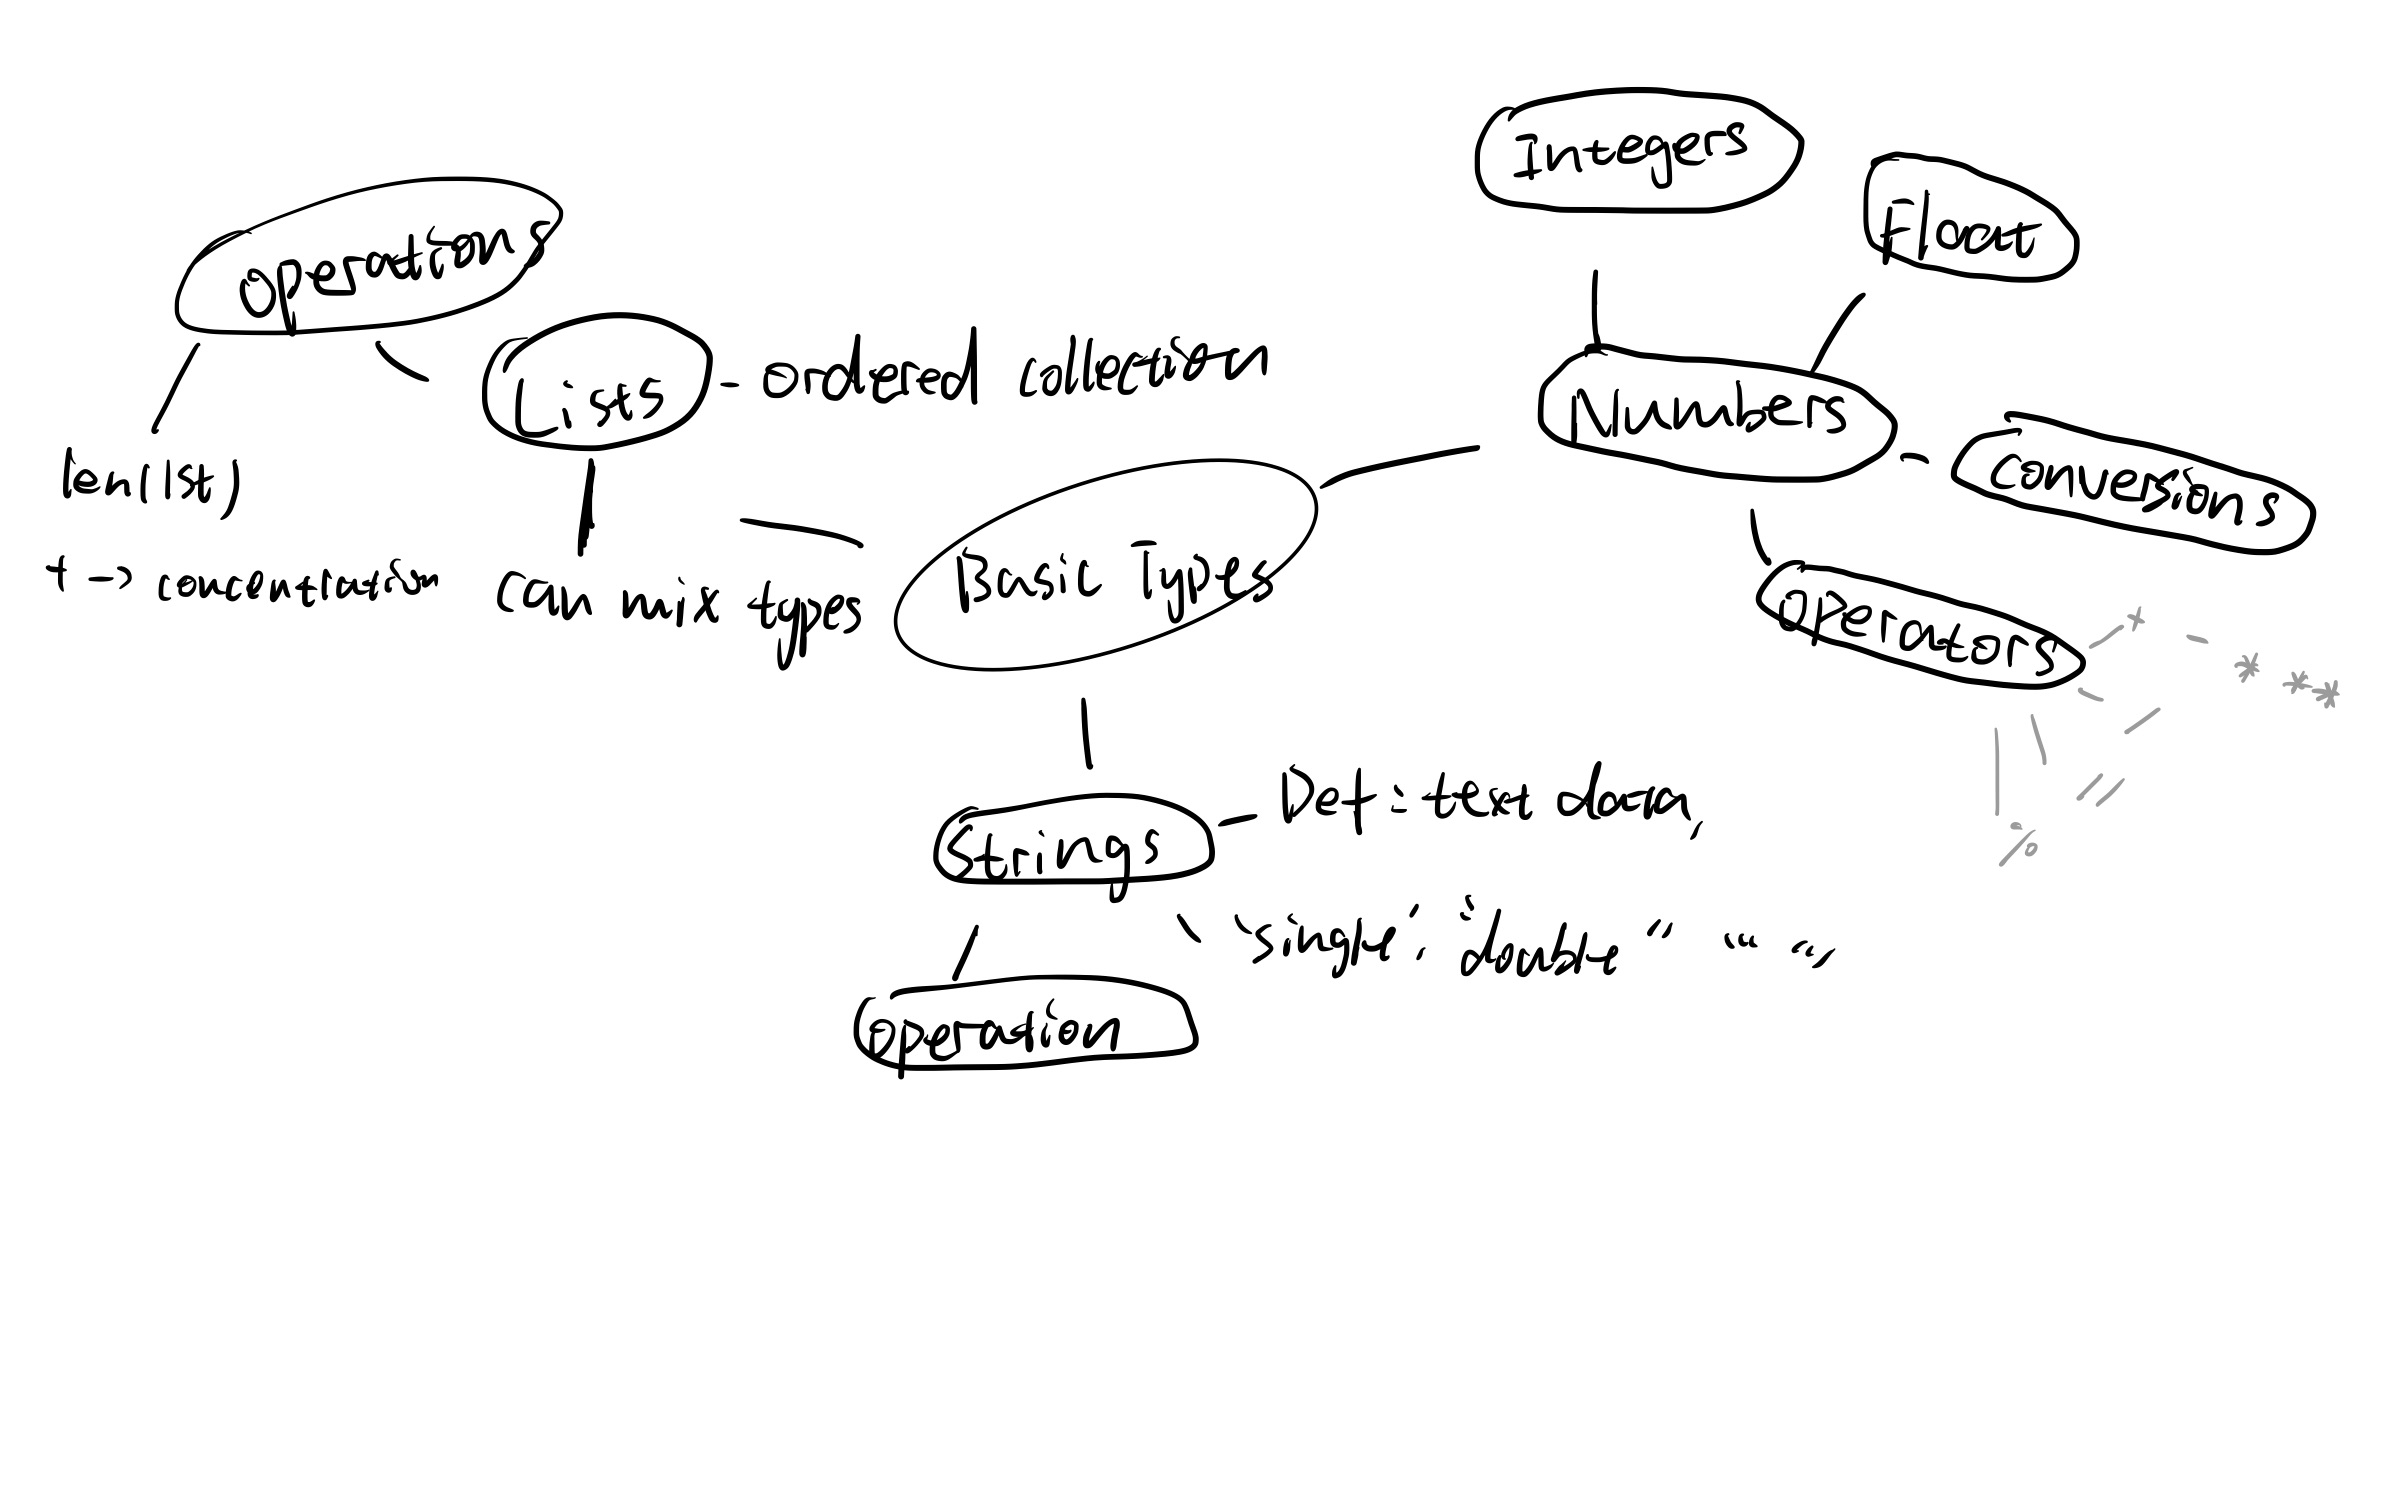 Integers
Float
Operations
Lists - ordered collection
Numbers
Conversions
len(lst)
+ -> concentration
can mix types
Basic Types
Operators
+ - * **
/
//
%
Strings
Def: text data,
'single'. "double" """ """
Operation